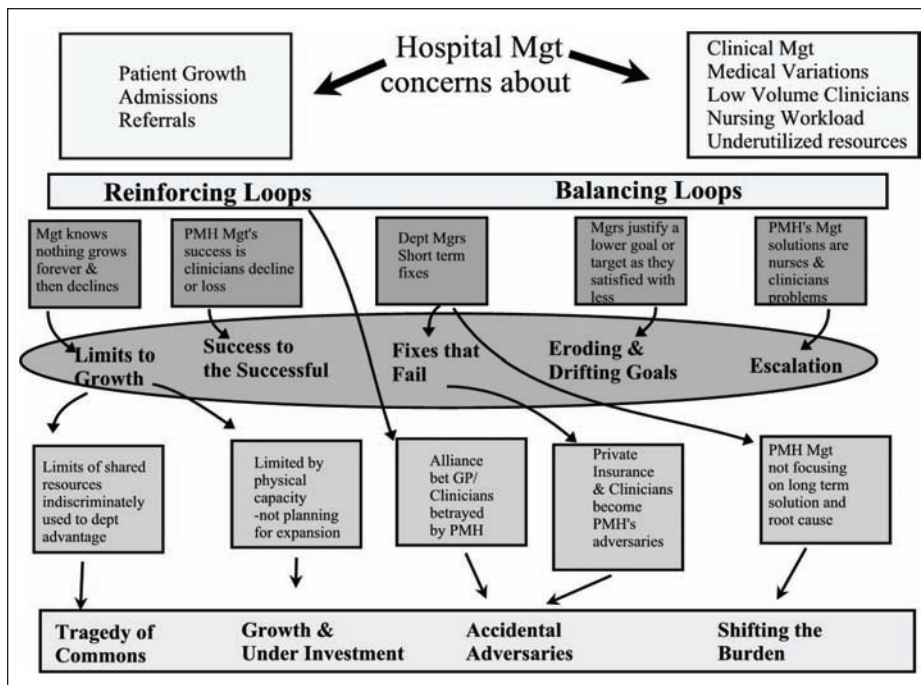 Hospital Mgt
concerns about
Patient Growth
Admissions
Referrals
Clinical Mgt
Medical Variations
Low Volume Clinicians
Nursing Workload
Underutilized resources
Reinforcing Loops
Balancing Loops
Mgt knows
nothing grows
forever &
then declines
PMH Mgt's
success is
clinicians decline
or loss
Dept Mgrs
Short term
fixes
Mgrs justify
a lower goal or
target as they
satisfied with
less
PMH's Mgt
solutions are
nurses &
clinicians
problems
Limits to
Growth
Success to
the Successful
Fixes that
Fail
Eroding &
Drifting Goals
Escalation
Limits of shared
resources
indiscriminately
used to dept
advantage
Limited by
physical
capacity
-not planning
for expansion
Alliance
bet GP/
Clinicians
betrayed
by PMH
Private
Insurance
& Clinicians
become
PMH's
adversaries
PMH Mgt
not focusing
on long term
solution and
root cause
Tragedy of
Commons
Growth &
Under Investment
Accidental
Adversaries
Shifting the
Burden